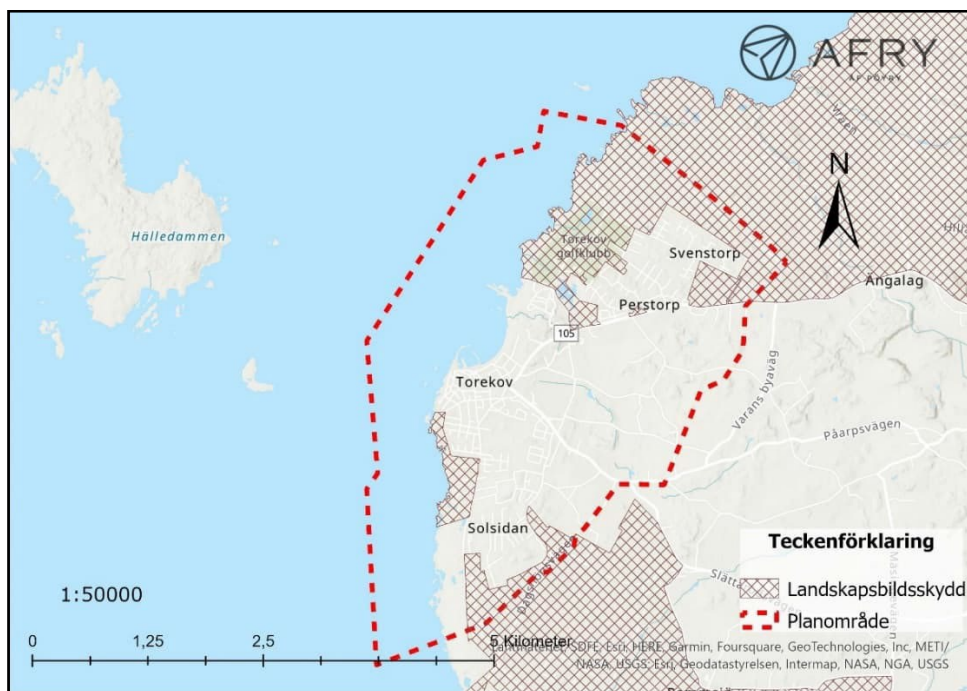 AFRY
ÅF PÖYRY
Vasen
N
Hälledammen
Torekov
golfklubb
Svenstorp
Ängalag
Perstorp
105
Torekov
Varans byaväg
Påarpsvägen
Solsidan
Dagshögsvägen
Teckenförklaring
Landskapsbildsskydd
Planområde
1:50000
0 1,25 2,5 5 Kilometer
Lantmäteriet, SDFE, Esri, HERE, Garmin, Foursquare, GeoTechnologies, Inc, METI/
NASA, USGS, Esri, Geodatastyrelsen, Intermap, NASA, NGA, USGS